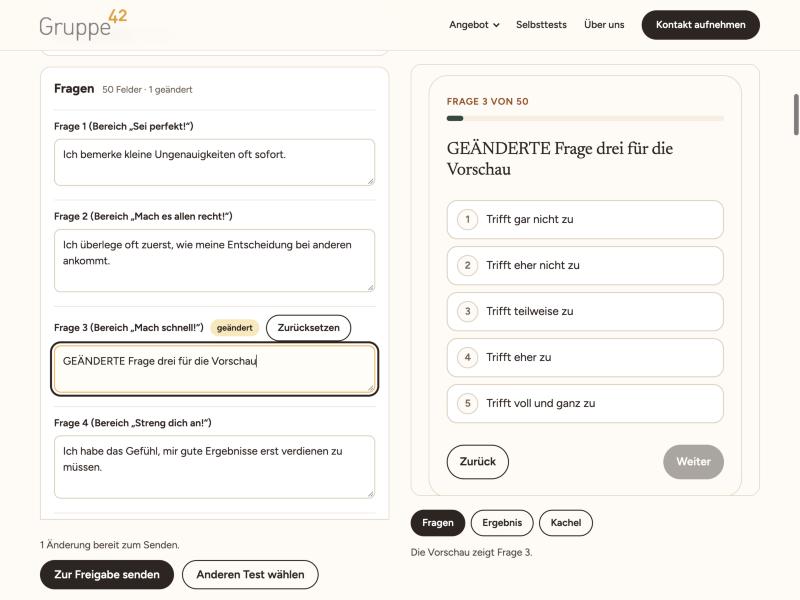 Gruppe42
Angebot
Selbsttests
Über uns
Kontakt aufnehmen
Fragen 50 Felder · 1 geändert
Frage 1 (Bereich „Sei perfekt!“)
Ich bemerke kleine Ungenauigkeiten oft sofort.
Frage 2 (Bereich „Mach es allen recht!“)
Ich überlege oft zuerst, wie meine Entscheidung bei anderen
ankommt.
Frage 3 (Bereich „Mach schnell!“) geändert Zurücksetzen
GEÄNDERTE Frage drei für die Vorschau
Frage 4 (Bereich „Streng dich an!“)
Ich habe das Gefühl, mir gute Ergebnisse erst verdienen zu
müssen.
1 Änderung bereit zum Senden.
Zur Freigabe senden
Anderen Test wählen
FRAGE 3 VON 50
GEÄNDERTE Frage drei für die
Vorschau
1 Trifft gar nicht zu
2 Trifft eher nicht zu
3 Trifft teilweise zu
4 Trifft eher zu
5 Trifft voll und ganz zu
Zurück
Weiter
Fragen
Ergebnis
Kachel
Die Vorschau zeigt Frage 3.